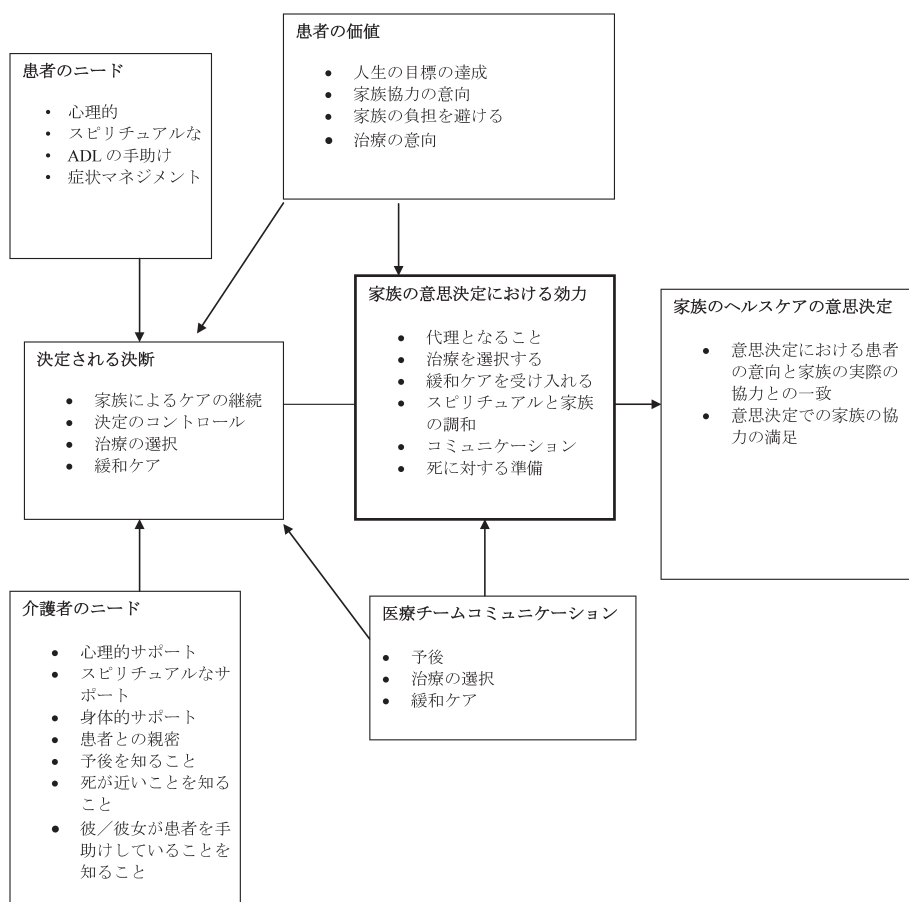 患者のニード
• 心理的
• スピリチュアルな
• ADL の手助け
• 症状マネジメント
患者の価値
• 人生の目標の達成
• 家族協力の意向
• 家族の負担を避ける
• 治療の意向
決定される決断
• 家族によるケアの継続
• 決定のコントロール
• 治療の選択
• 緩和ケア
家族の意思決定における効力
• 代理となること
• 治療を選択する
• 緩和ケアを受け入れる
• スピリチュアルと家族
の調和
• コミュニケーション
• 死に対する準備
家族のヘルスケアの意思決定
• 意思決定における患者
の意向と家族の実際の
協力との一致
• 意思決定での家族の協
力の満足
介護者のニード
• 心理的サポート
• スピリチュアルなサ
ポート
• 身体的サポート
• 患者との親密
• 予後を知ること
• 死が近いことを知る
こと
• 彼／彼女が患者を手
助けしていることを
知ること
医療チームコミュニケーション
• 予後
• 治療の選択
• 緩和ケア